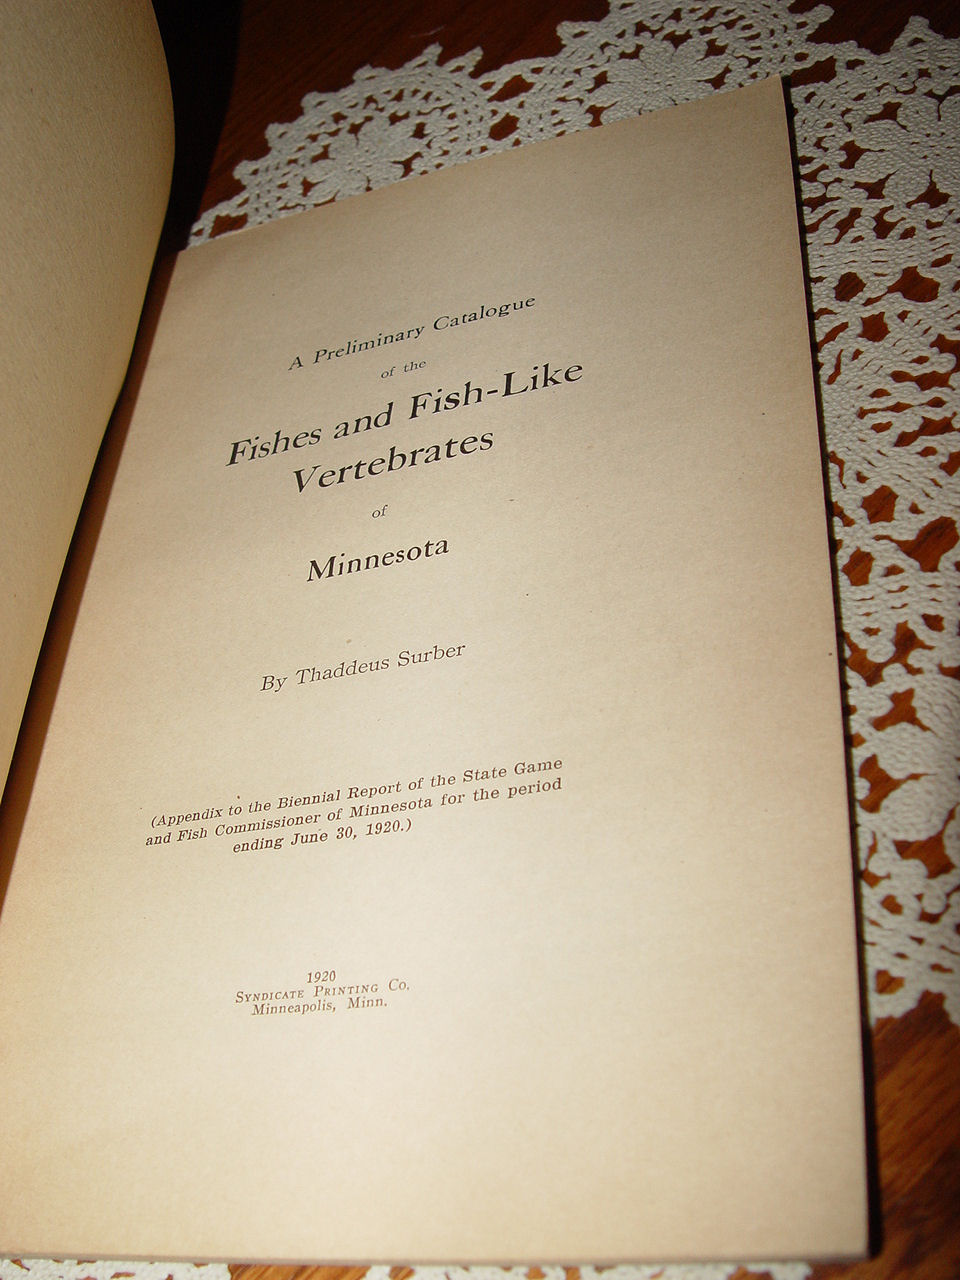 A Preliminary Catalogue
of the
Fishes and Fish-Like
Vertebrates
of
Minnesota
By Thaddeus Surber
(Appendix to the Biennial Report of the State Game
and Fish Commissioner of Minnesota for the period
ending June 30, 1920.)
1920
Syndicate Printing Co.
Minneapolis, Minn.